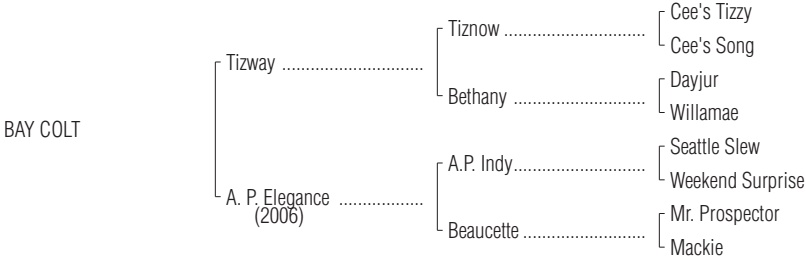 Cee's Tizzy
Tiznow ..............................
Cee's Song
Tizway ..............................
Dayjur
Bethany ............................
Willamae
BAY COLT
Seattle Slew
A.P. Indy............................
Weekend Surprise
A. P. Elegance ..................
(2006)
Mr. Prospector
Beaucette ..........................
Mackie